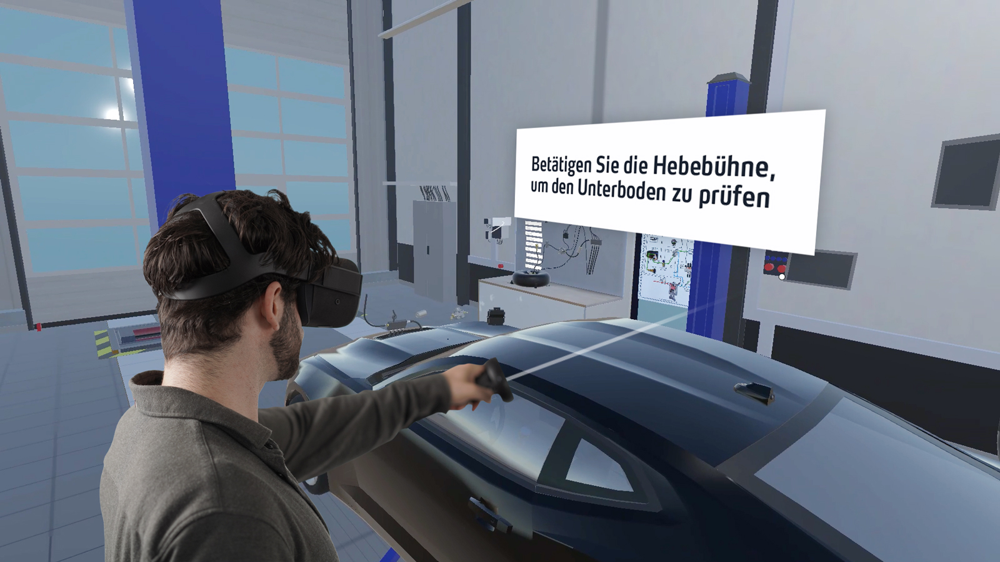 Betätigen Sie die Hebebühne,
um den Unterboden zu prüfen